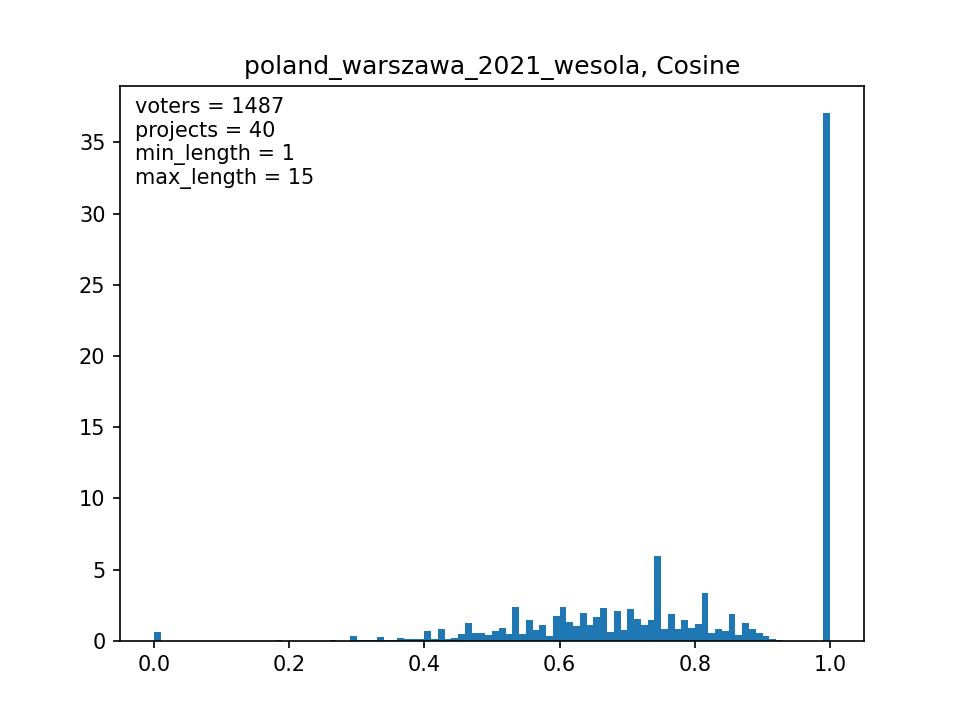 poland_warszawa_2021_wesola, Cosine
voters = 1487
projects = 40
min_length = 1
max_length = 15
35
30
25
20
15
10
5
0
0.0 0.2 0.4 0.6 0.8 1.0